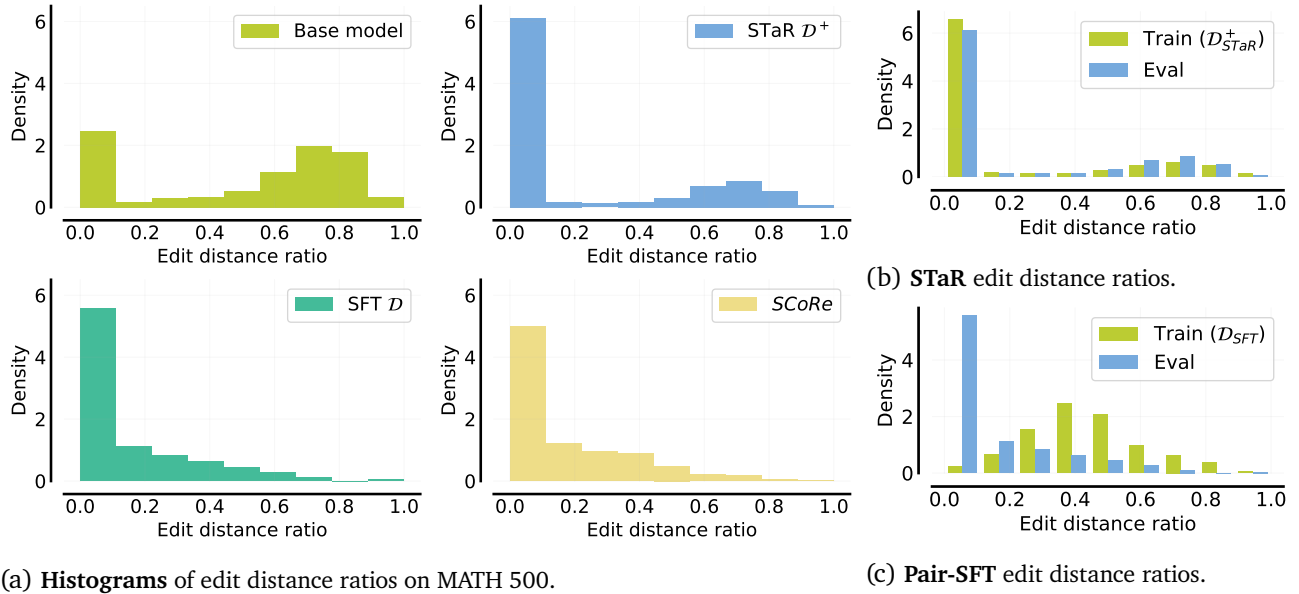 6
4
2
0
Density
Base model
0.0 0.2 0.4 0.6 0.8 1.0
Edit distance ratio
6
4
2
0
Density
STaR 𝒟⁺
0.0 0.2 0.4 0.6 0.8 1.0
Edit distance ratio
6
4
2
0
Density
SFT 𝒟
0.0 0.2 0.4 0.6 0.8 1.0
Edit distance ratio
6
4
2
0
Density
SCoRe
0.0 0.2 0.4 0.6 0.8 1.0
Edit distance ratio
(a) Histograms of edit distance ratios on MATH 500.
6
4
2
0
Density
Train (𝒟⁺STaR)
Eval
0.0 0.2 0.4 0.6 0.8 1.0
Edit distance ratio
(b) STaR edit distance ratios.
4
2
0
Density
Train (𝒟SFT)
Eval
0.0 0.2 0.4 0.6 0.8 1.0
Edit distance ratio
(c) Pair-SFT edit distance ratios.